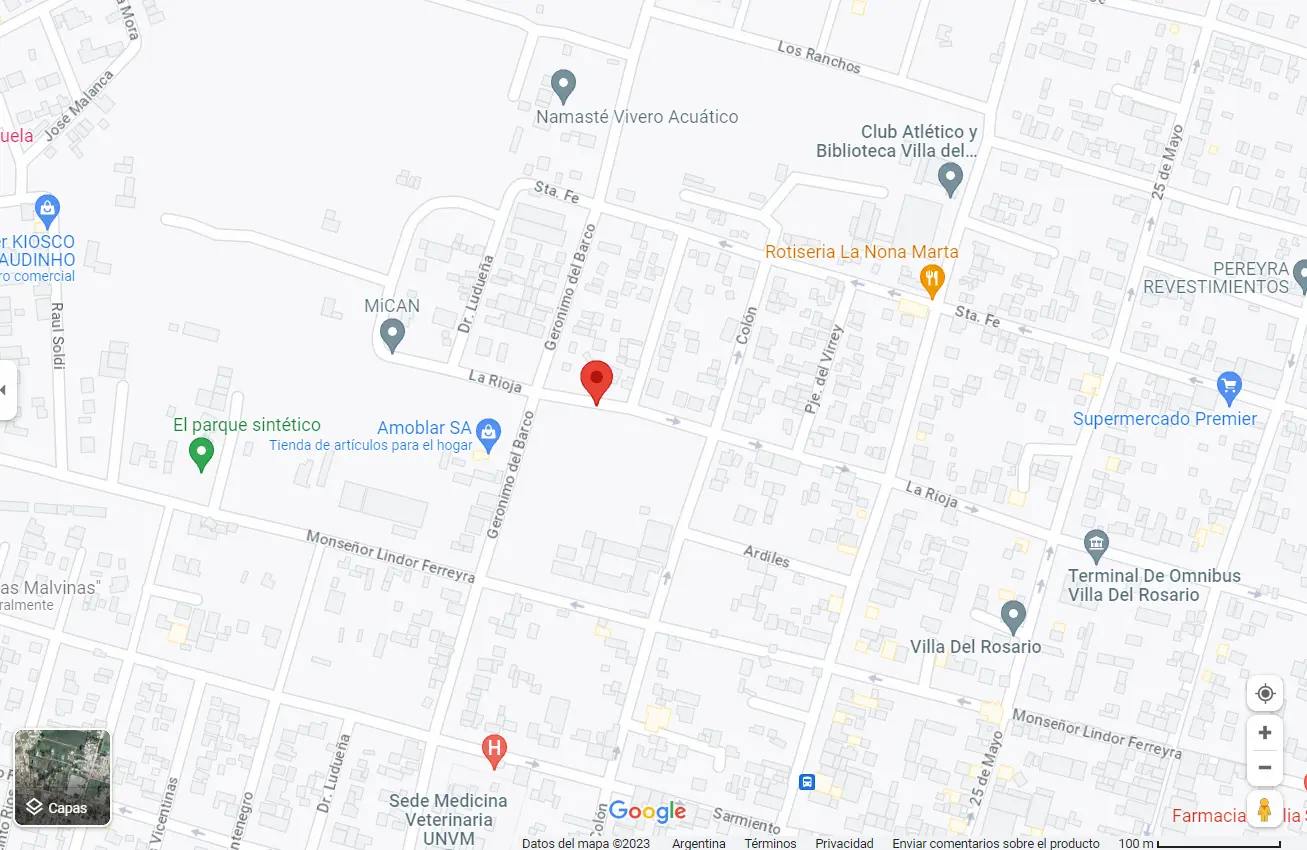 Mora
Jose Malanca
uela
Los Ranchos
Namasté Vivero Acuático
Club Atlético y
Biblioteca Villa del...
25 de Mayo
Sta. Fe
r KIOSCO
AUDINHO
ro comercial
Rotiseria La Nona Marta
PEREYRA
REVESTIMIENTOS
MiCAN
Dr. Ludueña
Geronimo del Barco
Raul Soldi
Colón
Pje. del Virrey
Sta. Fe
La Rioja
Supermercado Premier
El parque sintético
Amoblar SA
Tienda de artículos para el hogar
Geronimo del Barco
La Rioja
Monseñor Lindor Ferreyra
Ardiles
Terminal De Omnibus
Villa Del Rosario
as Malvinas"
ralmente
Villa Del Rosario
Monseñor Lindor Ferreyra
25 de Mayo
H
Dr. Ludueña
Vicentinas
ntenegro
nto Rios
Sede Medicina
Veterinaria
UNVM
Colón
Sarmiento
Farmacia
lia S
Capas
Google
Datos del mapa ©2023 Argentina Términos Privacidad Enviar comentarios sobre el producto 100 m